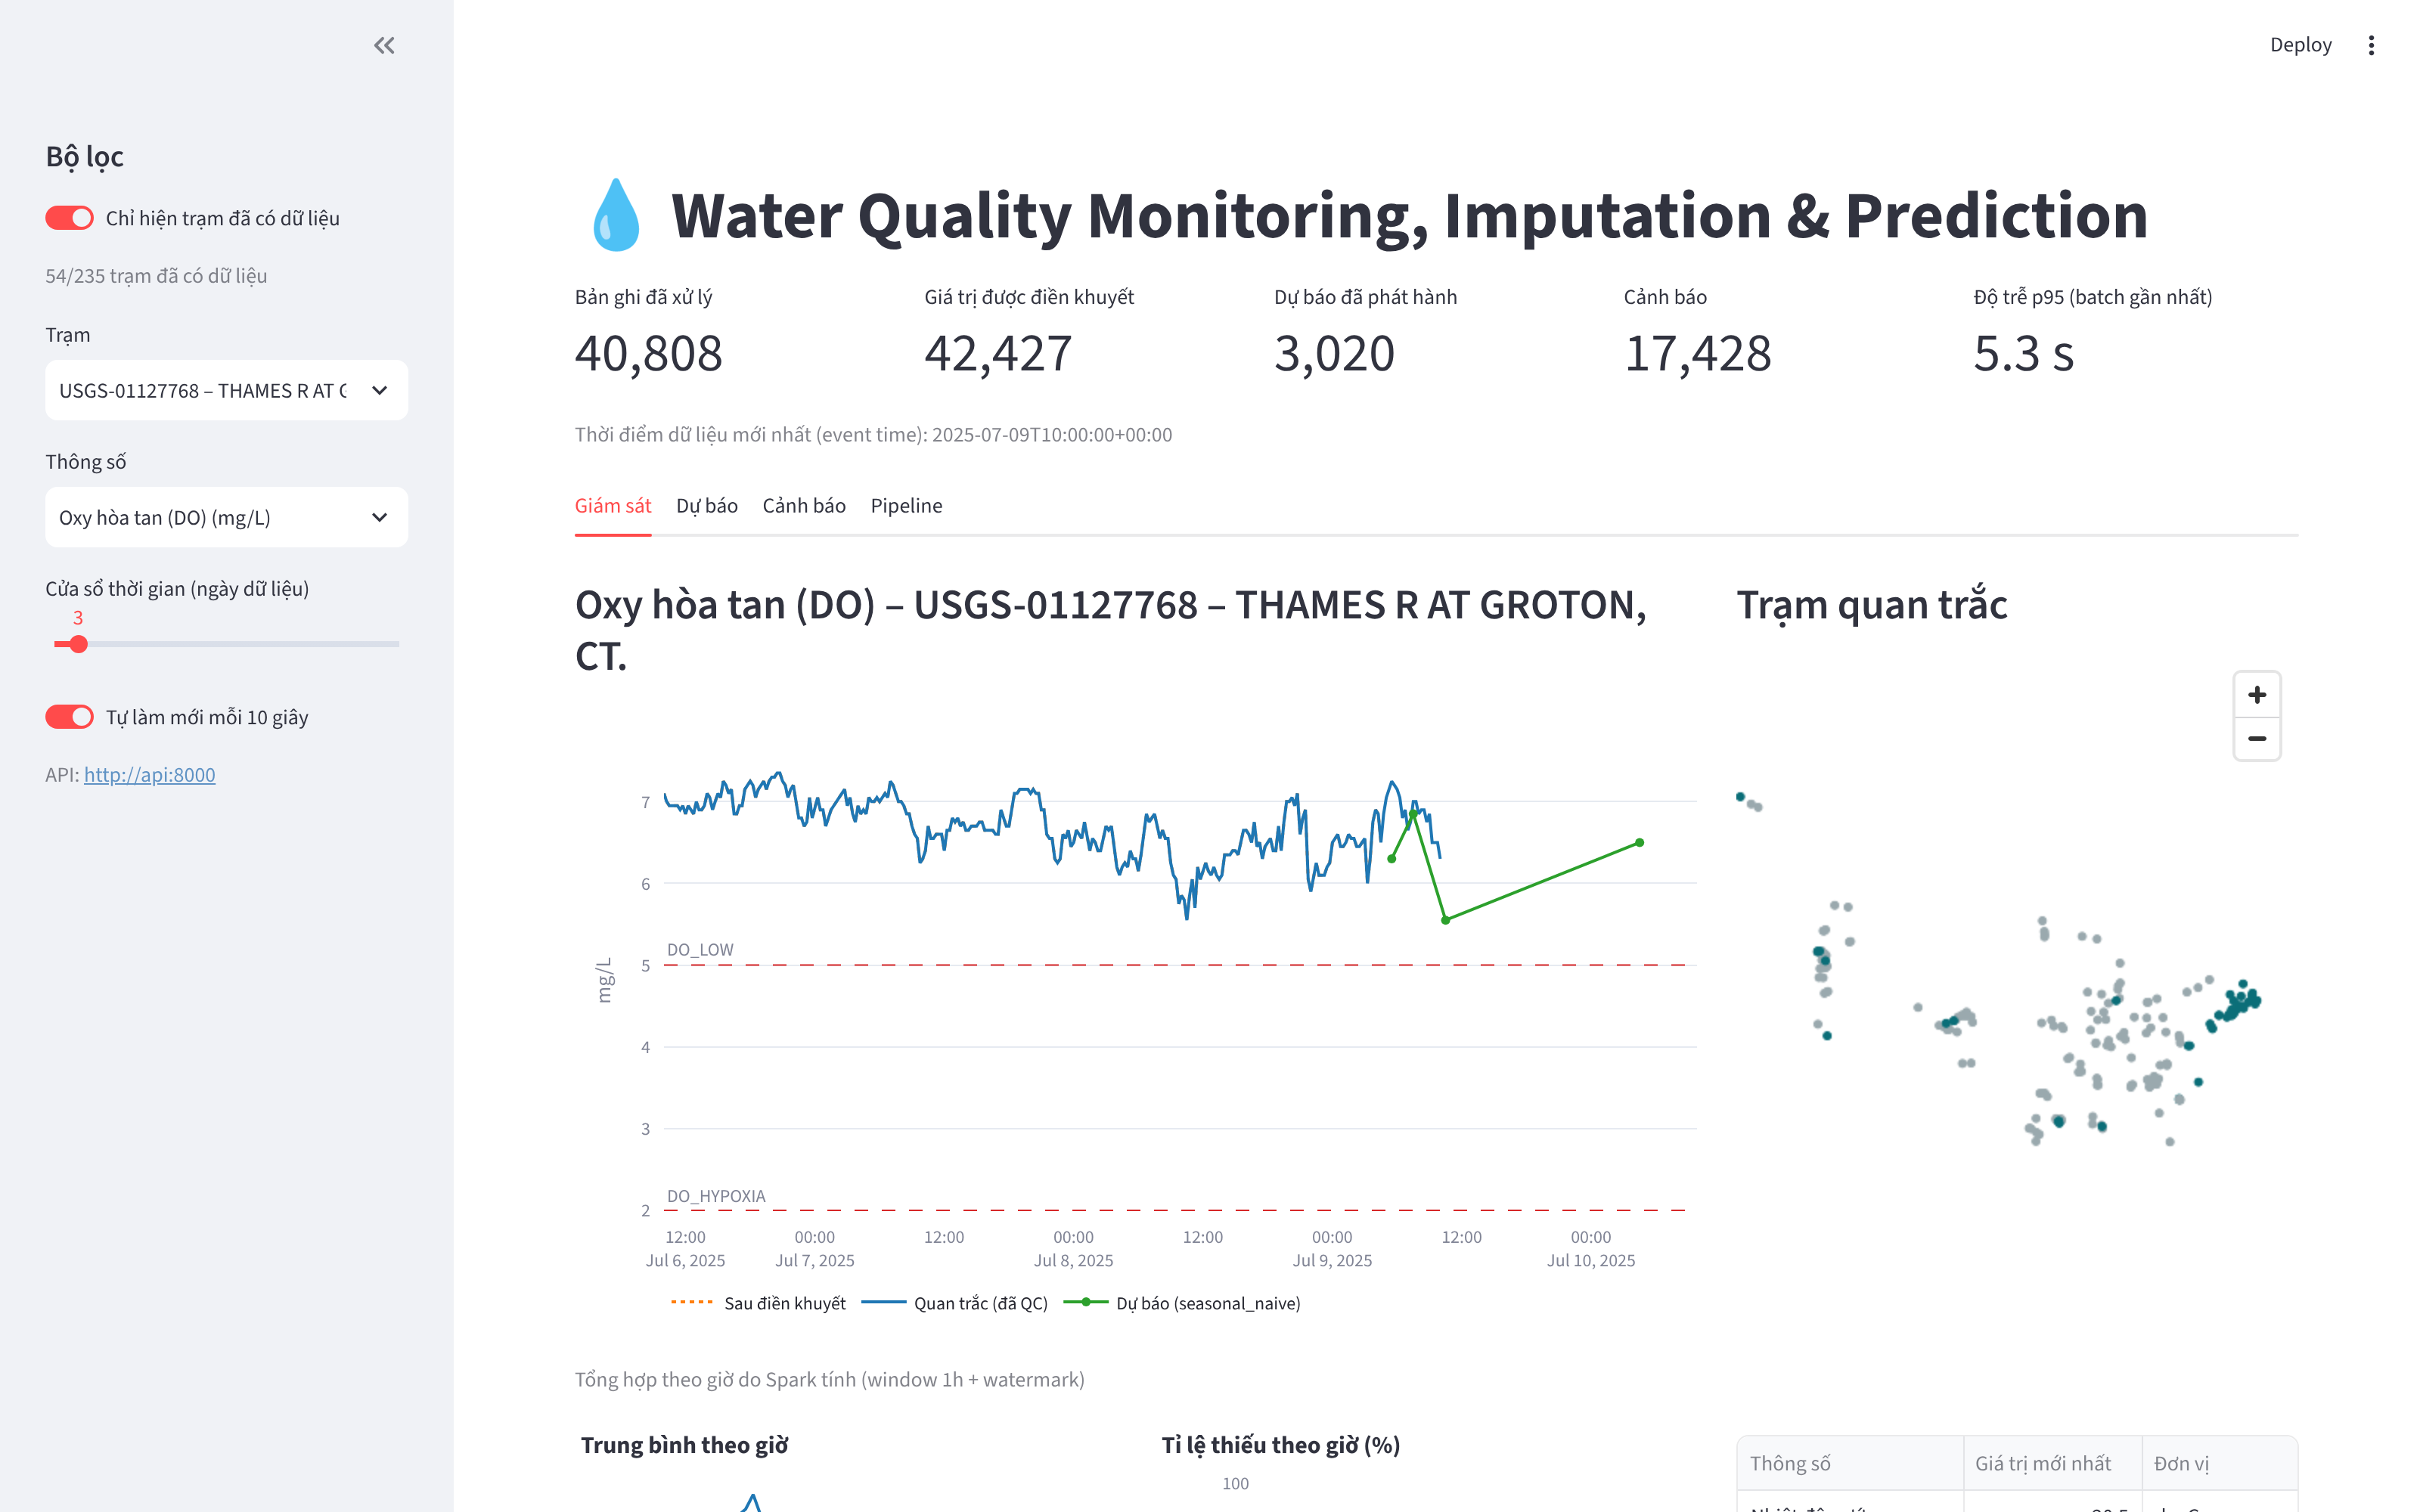 Deploy
Bộ lọc
Chỉ hiện trạm đã có dữ liệu
54/235 trạm đã có dữ liệu
Trạm
USGS-01127768 – THAMES R AT
Thông số
Oxy hòa tan (DO) (mg/L)
Cửa sổ thời gian (ngày dữ liệu)
3
Tự làm mới mỗi 10 giây
API: http://api:8000
Water Quality Monitoring, Imputation & Prediction
Bản ghi đã xử lý
40,808
Giá trị được điền khuyết
42,427
Dự báo đã phát hành
3,020
Cảnh báo
17,428
Độ trễ p95 (batch gần nhất)
5.3 s
Thời điểm dữ liệu mới nhất (event time): 2025-07-09T10:00:00+00:00
Giám sát Dự báo Cảnh báo Pipeline
Oxy hòa tan (DO) – USGS-01127768 – THAMES R AT GROTON,
CT.
7
6
5
4
3
2
mg/L
DO_LOW
DO_HYPOXIA
12:00 00:00 12:00 00:00 12:00 00:00 12:00 00:00
Jul 6, 2025 Jul 7, 2025 Jul 8, 2025 Jul 9, 2025 Jul 10, 2025
Sau điền khuyết Quan trắc (đã QC) Dự báo (seasonal_naive)
Trạm quan trắc
+
−
Tổng hợp theo giờ do Spark tính (window 1h + watermark)
Trung bình theo giờ
Tỉ lệ thiếu theo giờ (%)
100
Thông số Giá trị mới nhất Đơn vị